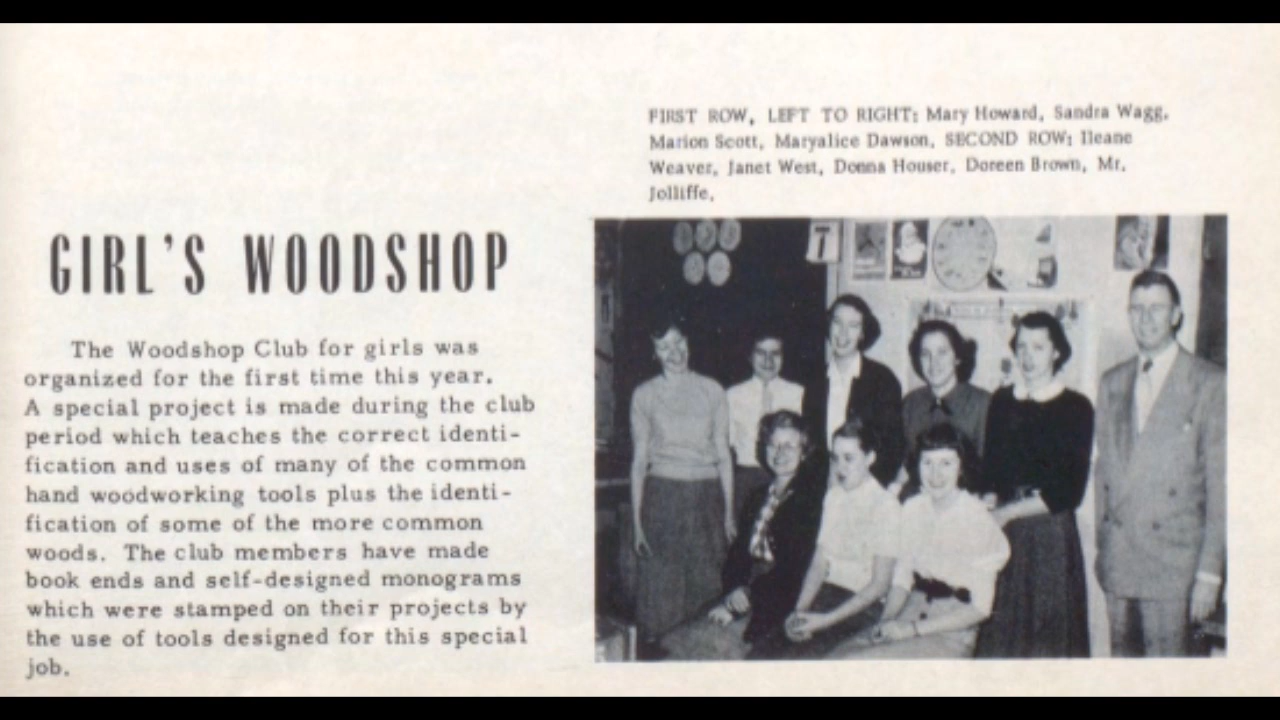 FIRST ROW, LEFT TO RIGHT: Mary Howard, Sandra Wagg,
Marion Scott, Maryalice Dawson, SECOND ROW: Ileane
Weaver, Janet West, Donna Houser, Doreen Brown, Mr.
Jolliffe,
GIRL'S WOODSHOP
The Woodshop Club for girls was
organized for the first time this year.
A special project is made during the club
period which teaches the correct identi-
fication and uses of many of the common
hand woodworking tools plus the identi-
fication of some of the more common
woods. The club members have made
book ends and self-designed monograms
which were stamped on their projects by
the use of tools designed for this special
job.
T